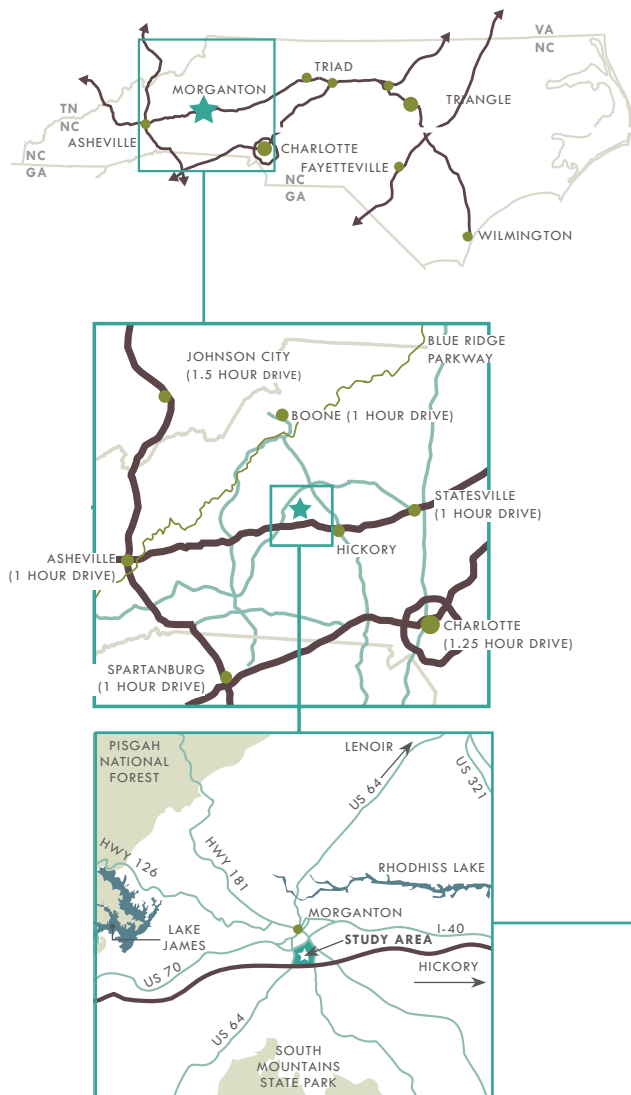 VA
NC
TRIAD
MORGANTON
TRIANGLE
TN
NC
ASHEVILLE
CHARLOTTE
NC
GA
FAYETTEVILLE
NC
GA
WILMINGTON
BLUE RIDGE
PARKWAY
JOHNSON CITY
(1.5 HOUR DRIVE)
BOONE (1 HOUR DRIVE)
STATESVILLE
(1 HOUR DRIVE)
HICKORY
ASHEVILLE
(1 HOUR DRIVE)
CHARLOTTE
(1.25 HOUR DRIVE)
SPARTANBURG
(1 HOUR DRIVE)
PISGAH
NATIONAL
FOREST
LENOIR
US 64
US 321
HWY 126
HWY 181
RHODHISS LAKE
MORGANTON
LAKE
JAMES
I-40
STUDY AREA
US 70
HICKORY
US 64
SOUTH
MOUNTAINS
STATE PARK